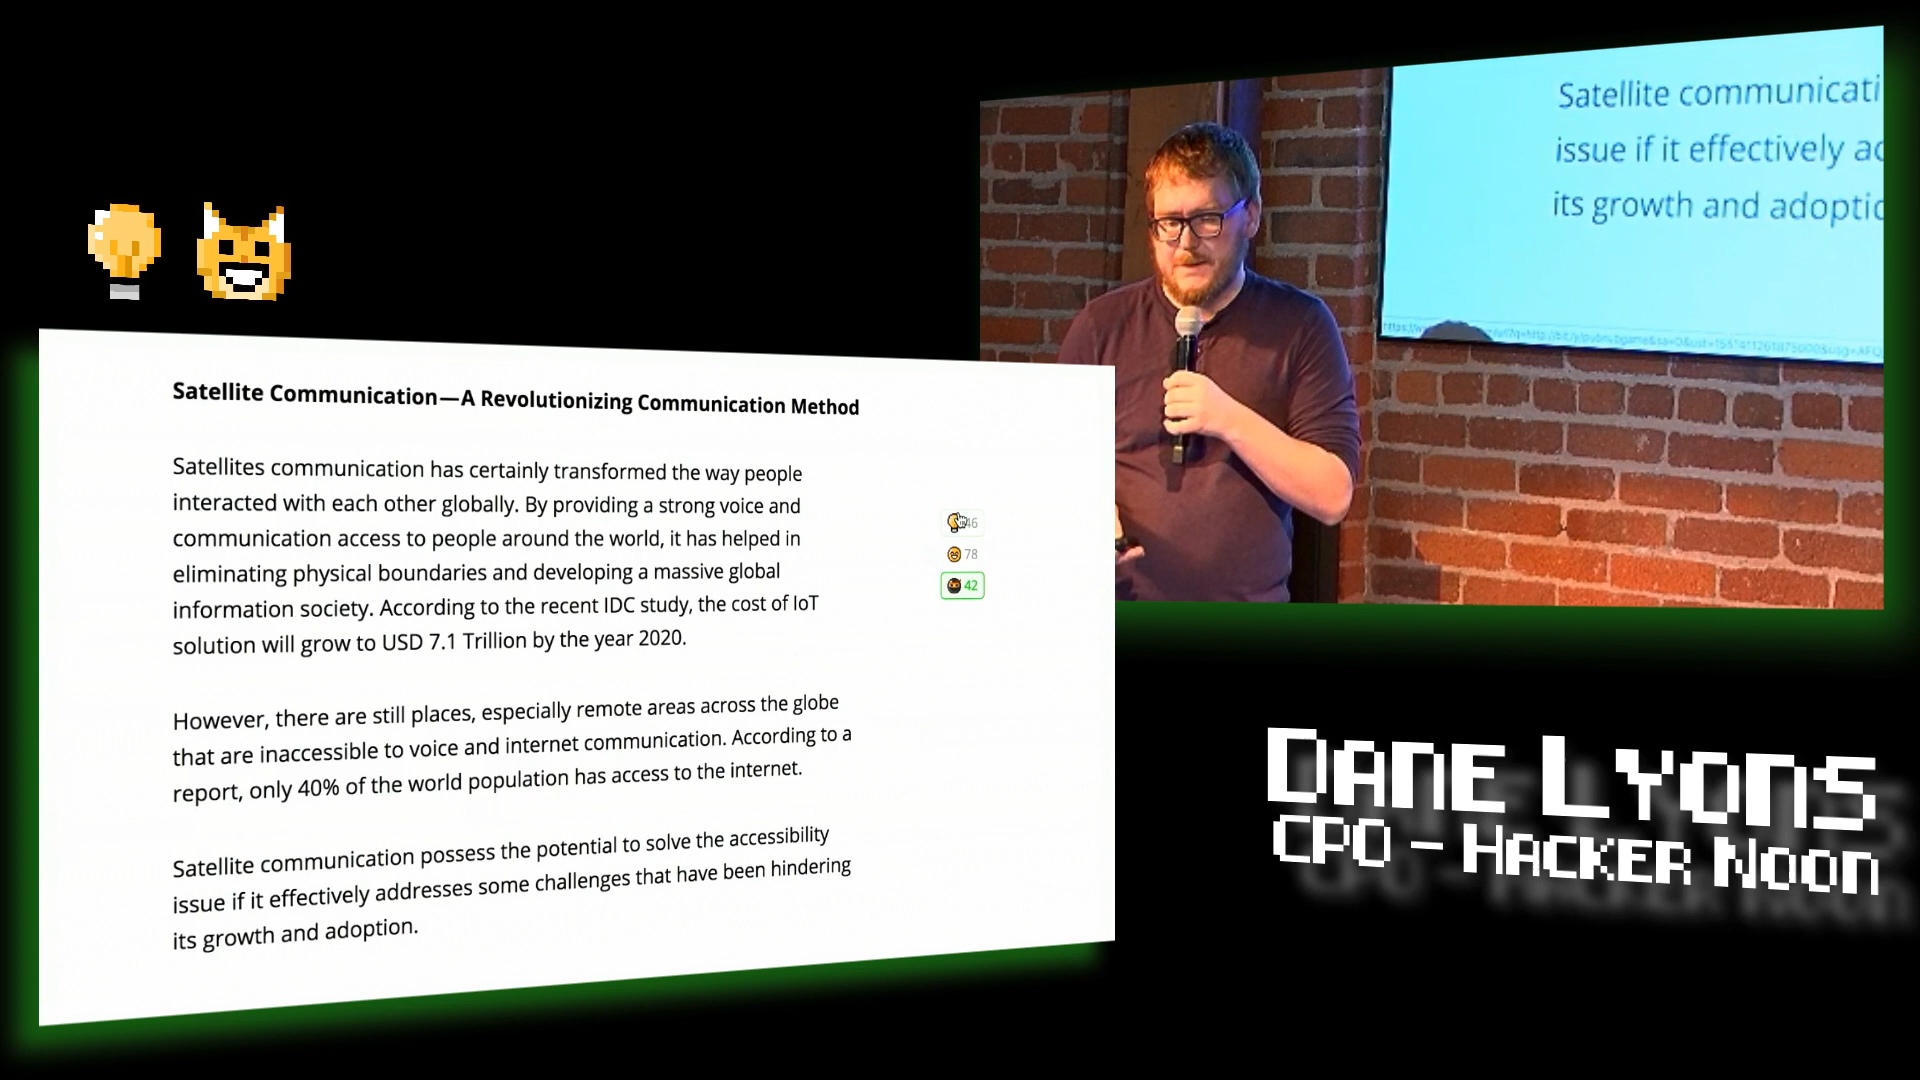 Satellite communicati
issue if it effectively ad
its growth and adoptio
Satellite Communication—A Revolutionizing Communication Method
Satellites communication has certainly transformed the way people
interacted with each other globally. By providing a strong voice and
communication access to people around the world, it has helped in
eliminating physical boundaries and developing a massive global
information society. According to the recent IDC study, the cost of IoT
solution will grow to USD 7.1 Trillion by the year 2020.
However, there are still places, especially remote areas across the globe
that are inaccessible to voice and internet communication. According to a
report, only 40% of the world population has access to the internet.
Satellite communication possess the potential to solve the accessibility
issue if it effectively addresses some challenges that have been hindering
its growth and adoption.
46
78
42
Dane Lyons
CPO - Hacker Noon